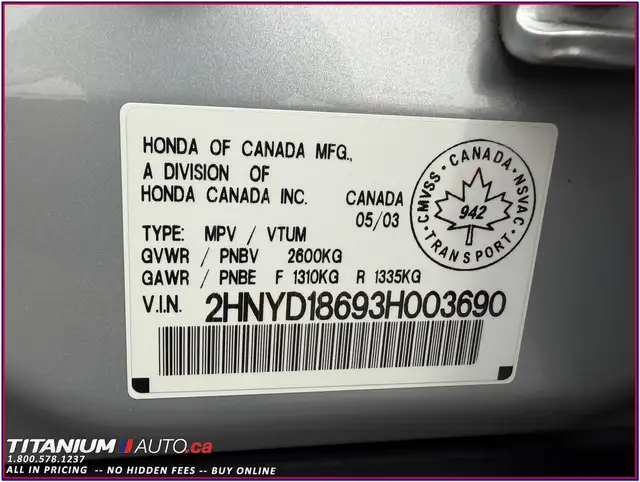 HONDA OF CANADA MFG.,
A DIVISION OF
HONDA CANADA INC. CANADA
05/03
TYPE: MPV / VTUM
GVWR / PNBV 2600KG
GAWR / PNBE F 1310KG R 1335KG
V.I.N. 2HNYD18693H003690
CMVSS · CANADA · NSVAC
942
· TRANSPORT ·
TITANIUM AUTO.ca
1.800.578.1237
ALL IN PRICING -- NO HIDDEN FEES -- BUY ONLINE